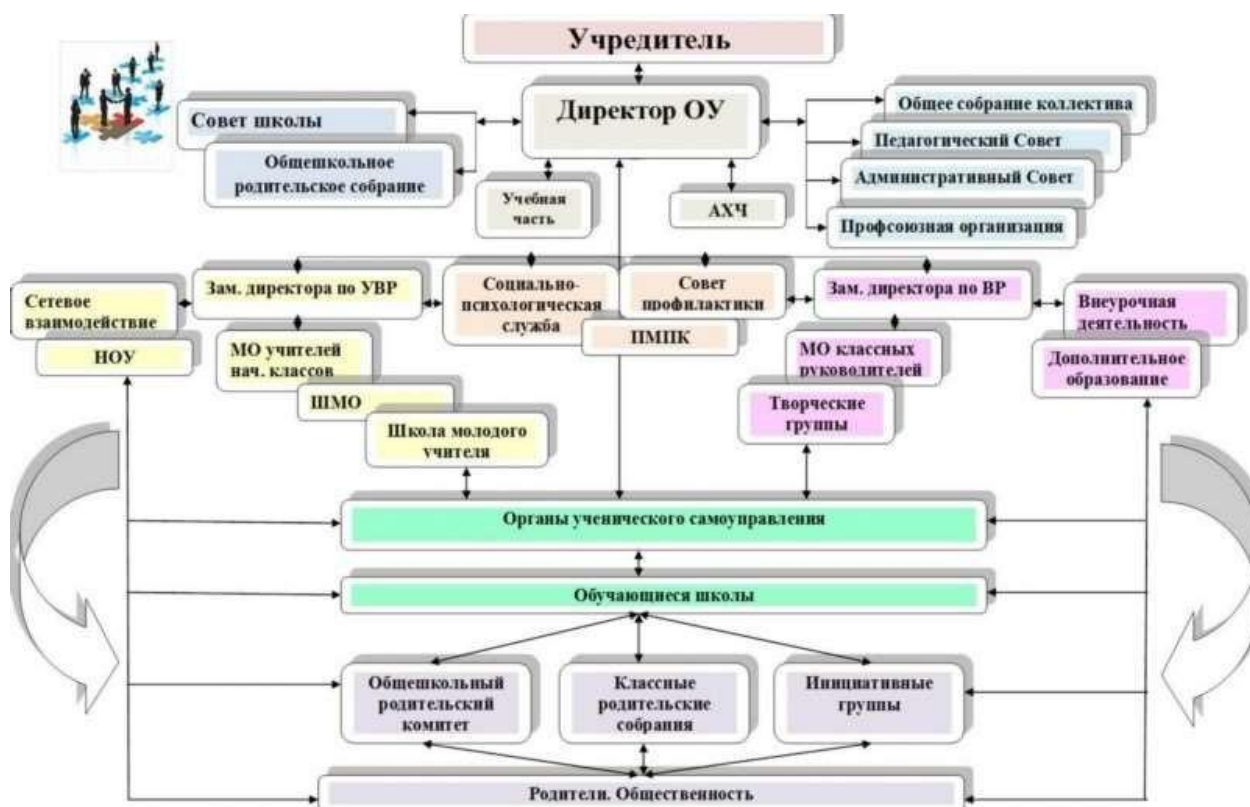 Учредитель
Директор ОУ
Совет школы
Общешкольное
родительское собрание
Общее собрание коллектива
Педагогический Совет
Административный Совет
Профсоюзная организация
Учебная
часть
АХЧ
Сетевое
взаимодействие
НОУ
Зам. директора по УВР
МО учителей
нач. классов
ШМО
Школа молодого
учителя
Социально-
психологическая
служба
Совет
профилактики
ПМПК
Зам. директора по ВР
МО классных
руководителей
Творческие
группы
Внеурочная
деятельность
Дополнительное
образование
Органы ученического самоуправления
Обучающиеся школы
Общешкольный
родительский
комитет
Классные
родительские
собрания
Инициативные
группы
Родители. Общественность